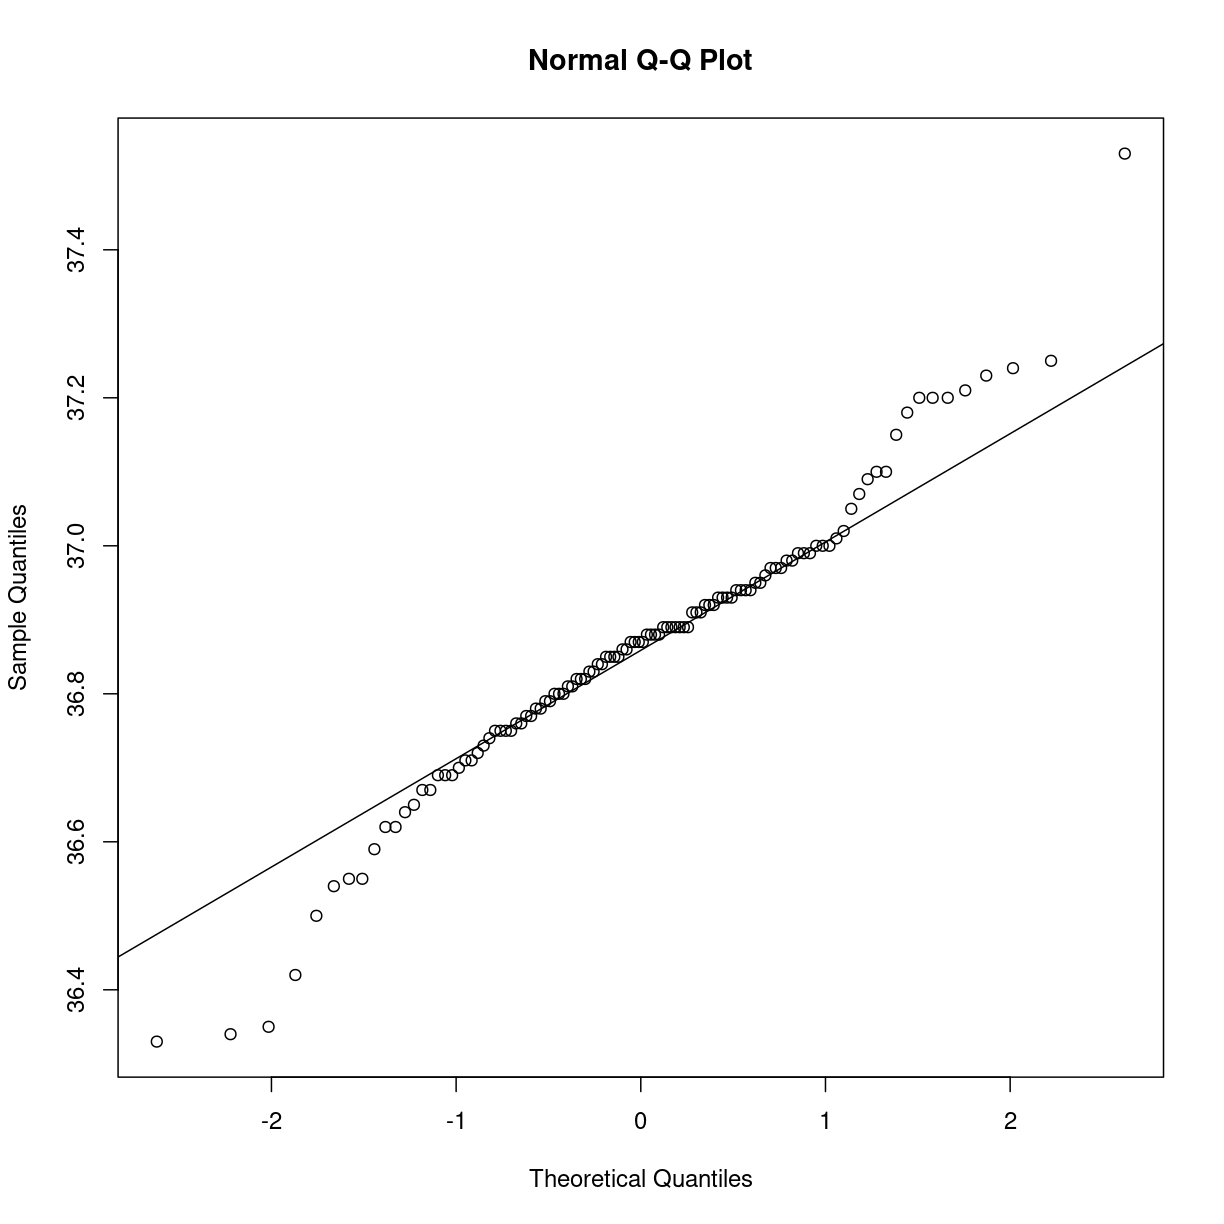 Normal Q-Q Plot
Sample Quantiles
37.4
37.2
37.0
36.8
36.6
36.4
-2 -1 0 1 2
Theoretical Quantiles